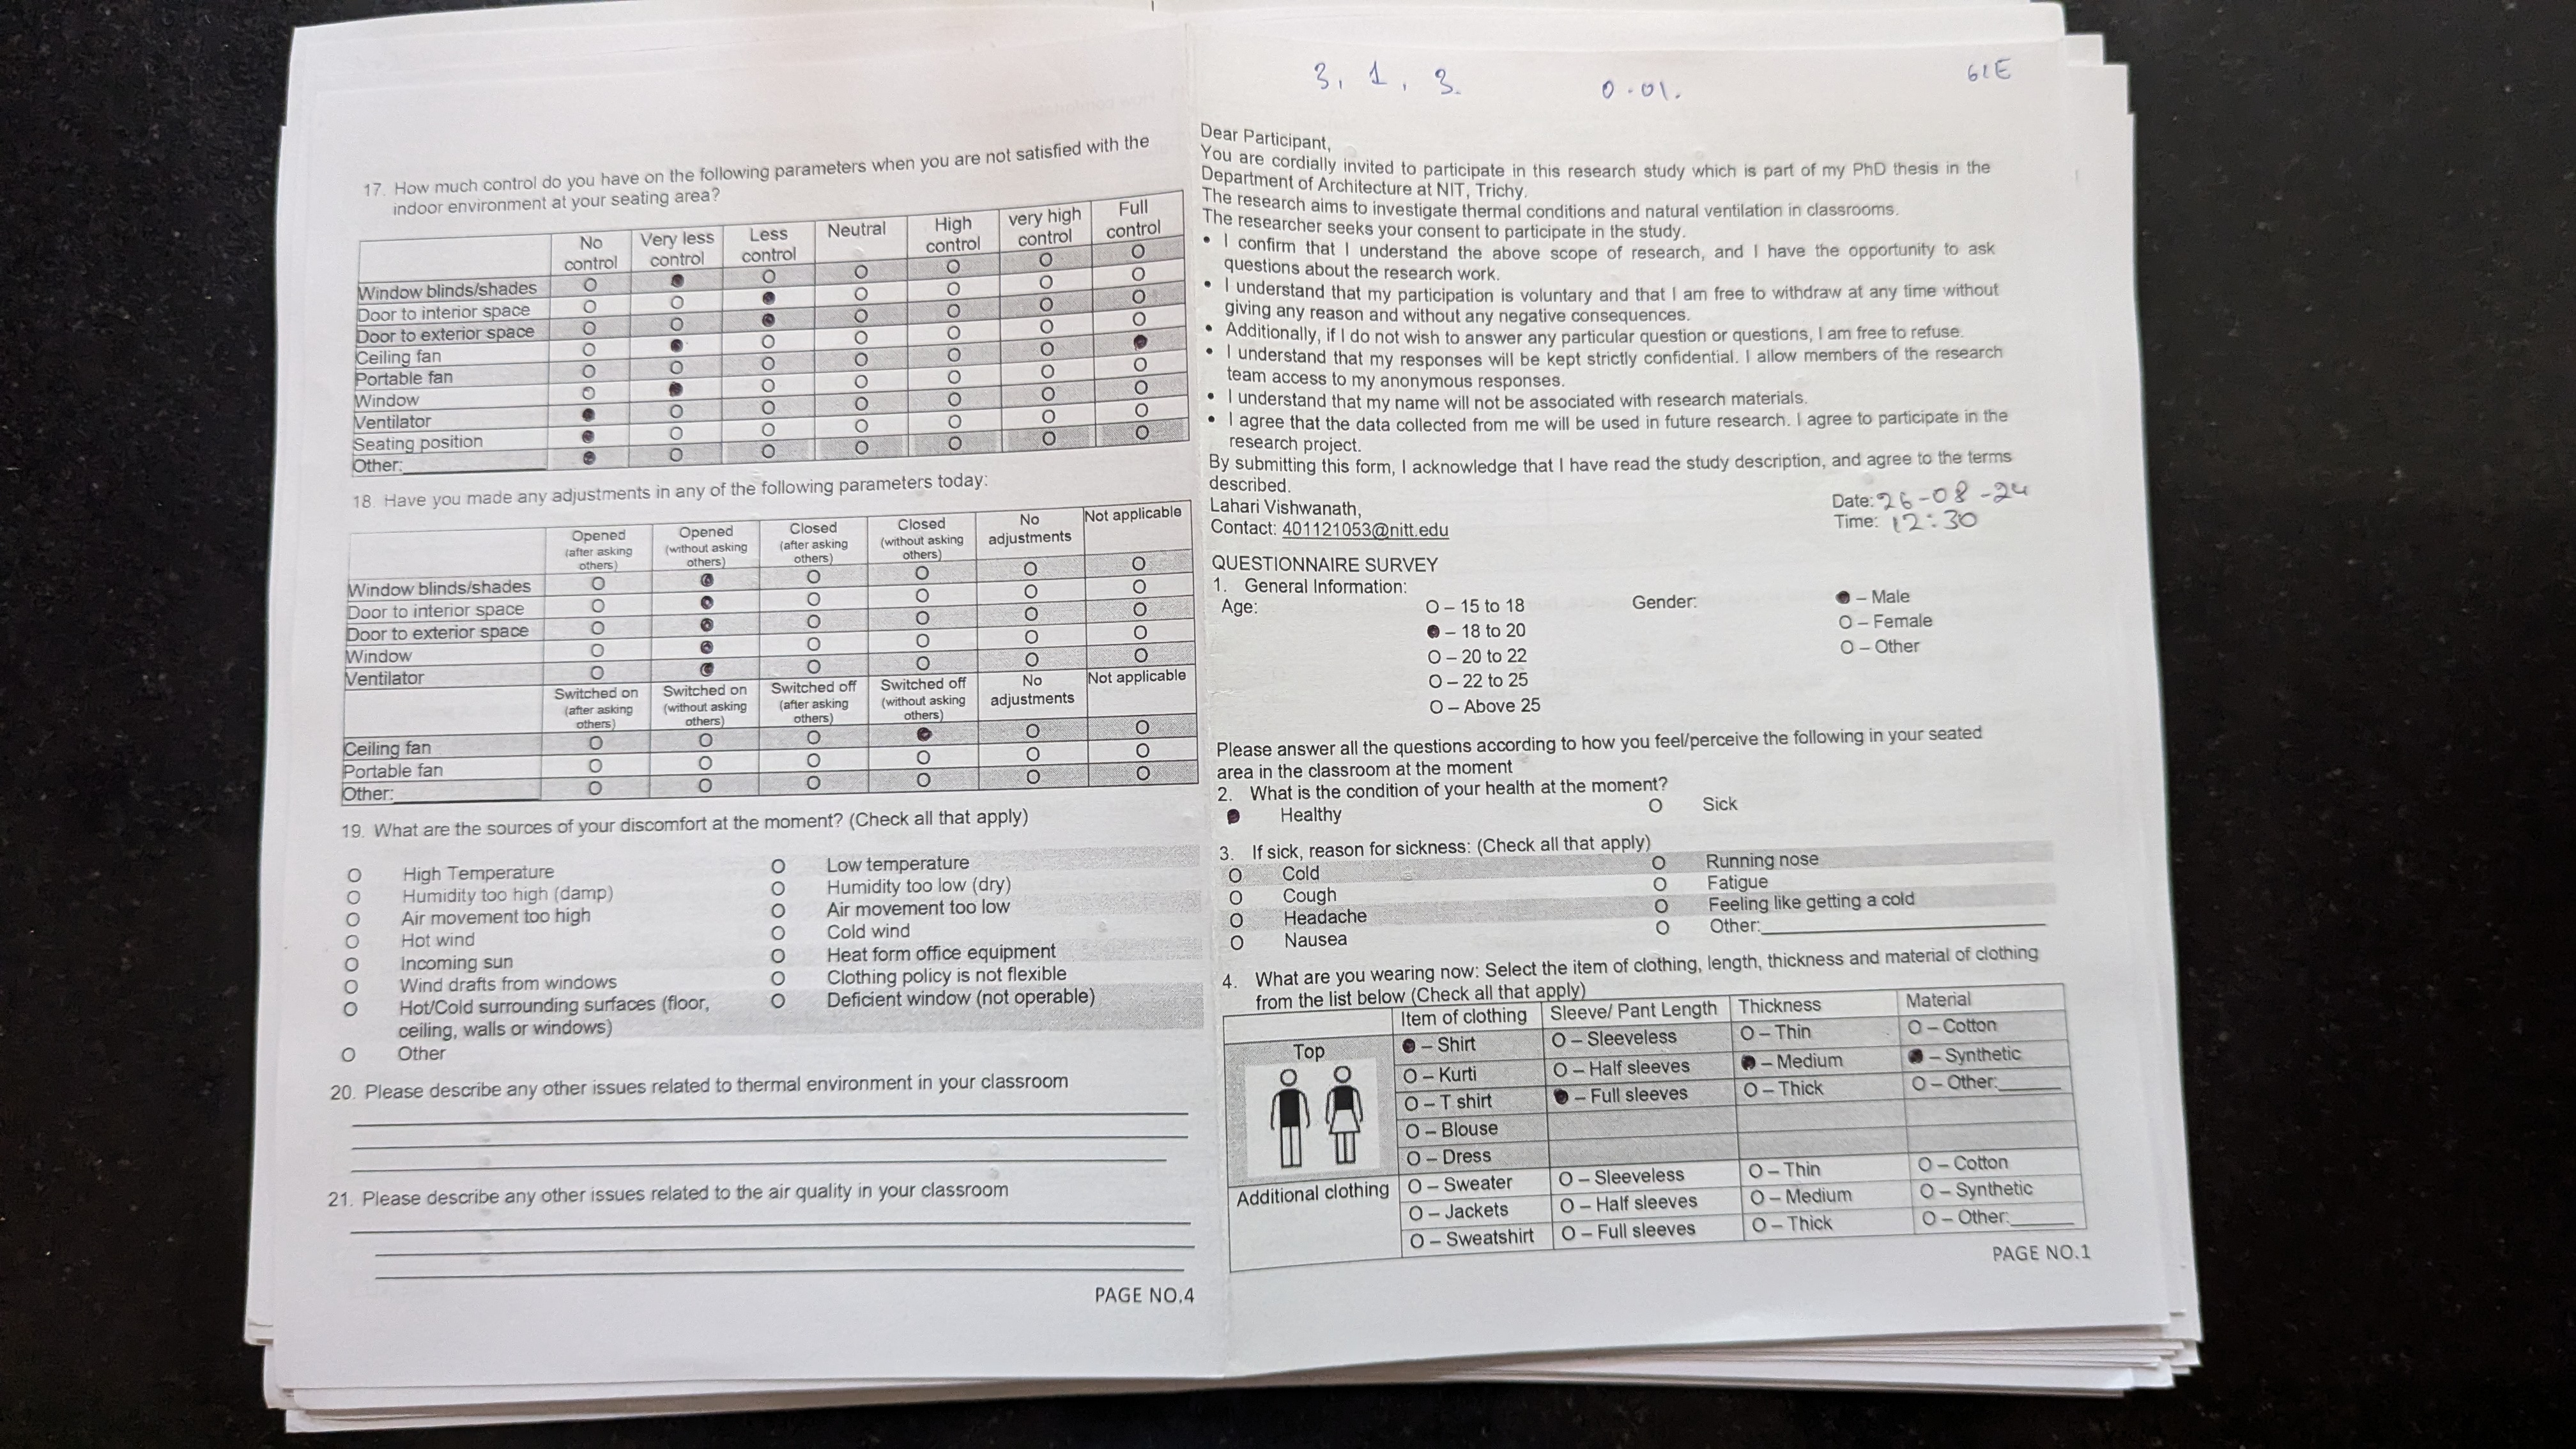 17. How much control do you have on the following parameters when you are not satisfied with the
indoor environment at your seating area?
No control Very less control Less control Neutral High control very high control Full control
Window blinds/shades O ● O O O O O
Door to interior space O O ● O O O O
Door to exterior space O O ● O O O O
Ceiling fan O ● O O O O O
Portable fan O O O O O O ●
Window O ● O O O O O
Ventilator ● O O O O O O
Seating position ● O O O O O O
Other:________ ● O O O O O O
18. Have you made any adjustments in any of the following parameters today:
Opened (after asking others) Opened (without asking others) Closed (after asking others) Closed (without asking others) No adjustments Not applicable
Window blinds/shades O ● O O O O
Door to interior space O ● O O O O
Door to exterior space O ● O O O O
Window O ● O O O O
Ventilator O ● O O O O
Switched on (after asking others) Switched on (without asking others) Switched off (after asking others) Switched off (without asking others) No adjustments Not applicable
Ceiling fan O O O ● O O
Portable fan O O O O O O
Other:________ O O O O O O
19. What are the sources of your discomfort at the moment? (Check all that apply)
O High Temperature O Low temperature
O Humidity too high (damp) O Humidity too low (dry)
O Air movement too high O Air movement too low
O Hot wind O Cold wind
O Incoming sun O Heat form office equipment
O Wind drafts from windows O Clothing policy is not flexible
O Hot/Cold surrounding surfaces (floor, O Deficient window (not operable)
ceiling, walls or windows)
O Other
20. Please describe any other issues related to thermal environment in your classroom
21. Please describe any other issues related to the air quality in your classroom
PAGE NO.4
3, 1, 3. 0.01.
Dear Participant,
You are cordially invited to participate in this research study which is part of my PhD thesis in the
Department of Architecture at NIT, Trichy.
The research aims to investigate thermal conditions and natural ventilation in classrooms.
The researcher seeks your consent to participate in the study.
• I confirm that I understand the above scope of research, and I have the opportunity to ask
questions about the research work.
• I understand that my participation is voluntary and that I am free to withdraw at any time without
giving any reason and without any negative consequences.
• Additionally, if I do not wish to answer any particular question or questions, I am free to refuse.
• I understand that my responses will be kept strictly confidential. I allow members of the research
team access to my anonymous responses.
• I understand that my name will not be associated with research materials.
• I agree that the data collected from me will be used in future research. I agree to participate in the
research project.
By submitting this form, I acknowledge that I have read the study description, and agree to the terms
described.
Lahari Vishwanath, Date: 26-08-24
Contact: 401121053@nitt.edu Time: 12:30
QUESTIONNAIRE SURVEY
1. General Information:
Age: O – 15 to 18 Gender: ● – Male
● – 18 to 20 O – Female
O – 20 to 22 O – Other
O – 22 to 25
O – Above 25
Please answer all the questions according to how you feel/perceive the following in your seated
area in the classroom at the moment
2. What is the condition of your health at the moment?
● Healthy O Sick
3. If sick, reason for sickness: (Check all that apply)
O Cold O Running nose
O Cough O Fatigue
O Headache O Feeling like getting a cold
O Nausea O Other:________
4. What are you wearing now: Select the item of clothing, length, thickness and material of clothing
from the list below (Check all that apply)
Item of clothing Sleeve/ Pant Length Thickness Material
Top ● – Shirt O – Sleeveless O – Thin O – Cotton
O – Kurti O – Half sleeves ● – Medium ● – Synthetic
O – T shirt ● – Full sleeves O – Thick O – Other:______
O – Blouse
O – Dress
Additional clothing O – Sweater O – Sleeveless O – Thin O – Cotton
O – Jackets O – Half sleeves O – Medium O – Synthetic
O – Sweatshirt O – Full sleeves O – Thick O – Other:______
PAGE NO.1